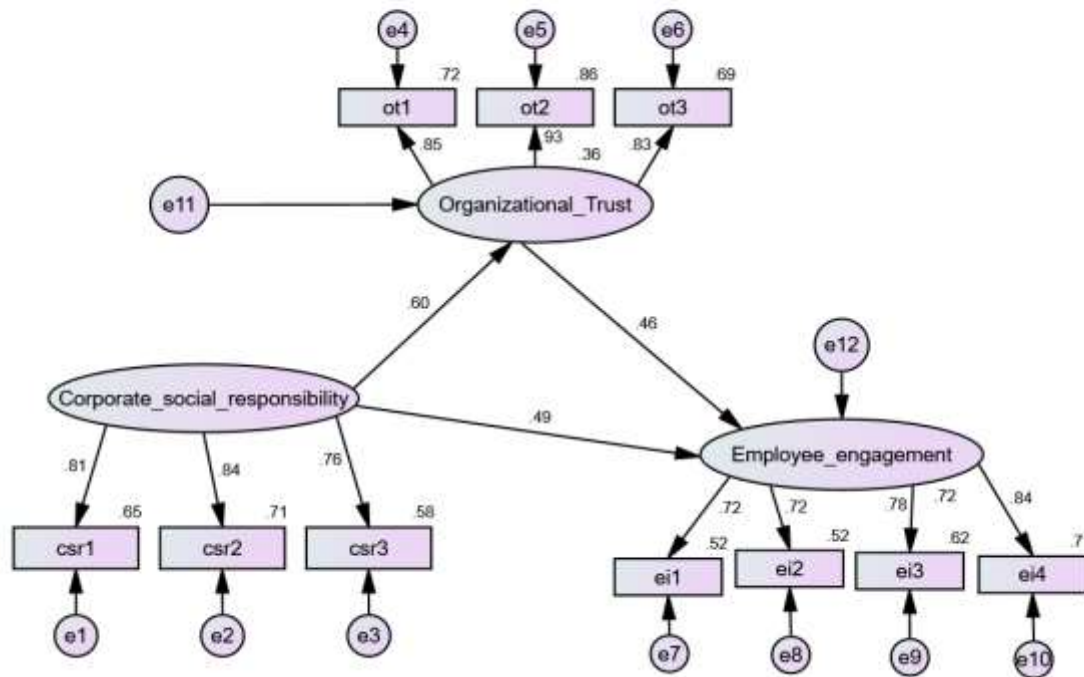 e4
e5
e6
.72
.86
.69
ot1
ot2
ot3
.85
.93
.83
.36
e11
Organizational_Trust
.60
.46
e12
Corporate_social_responsibility
.49
Employee_engagement
.81
.84
.76
.72
.72
.78
.72
.84
.65
.71
.58
csr1
csr2
csr3
.52
.52
.62
.7
ei1
ei2
ei3
ei4
e1
e2
e3
e7
e8
e9
e10